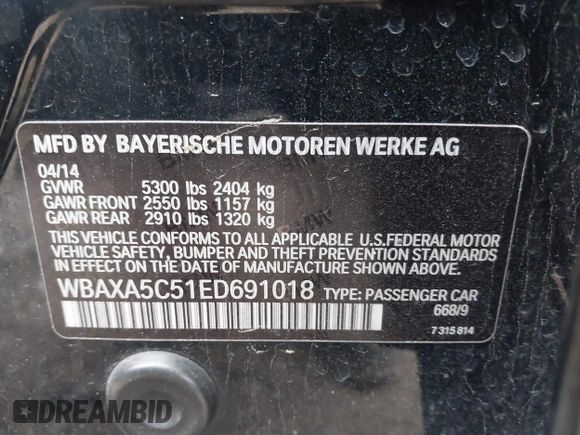 MFD BY BAYERISCHE MOTOREN WERKE AG
04/14
GVWR 5300 lbs 2404 kg
GAWR FRONT 2550 lbs 1157 kg
GAWR REAR 2910 lbs 1320 kg
THIS VEHICLE CONFORMS TO ALL APPLICABLE U.S.FEDERAL MOTOR
VEHICLE SAFETY, BUMPER AND THEFT PREVENTION STANDARDS
IN EFFECT ON THE DATE OF MANUFACTURE SHOWN ABOVE.
WBAXA5C51ED691018 TYPE: PASSENGER CAR
668/9
7 315 814
DREAMBID